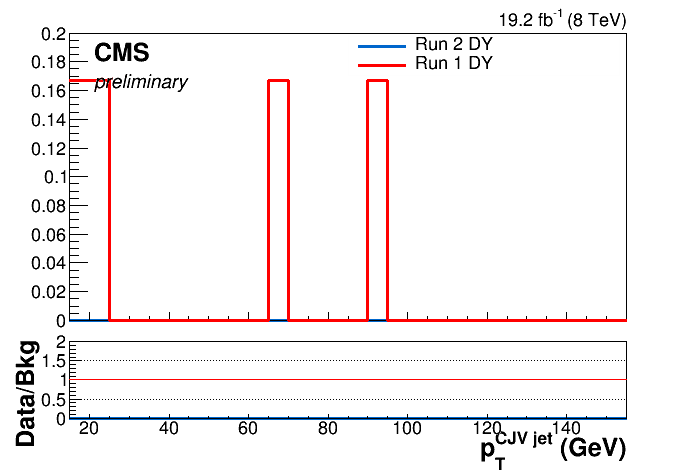 19.2 fb-1 (8 TeV)
0.2
CMS
Run 2 DY
Run 1 DY
0.18
preliminary
0.16
0.14
0.12
0.1
0.08
0.06
0.04
0.02
0
2
1.5
1
0.5
0
Data/Bkg
20 40 60 80 100 120 140
pT CJV jet (GeV)